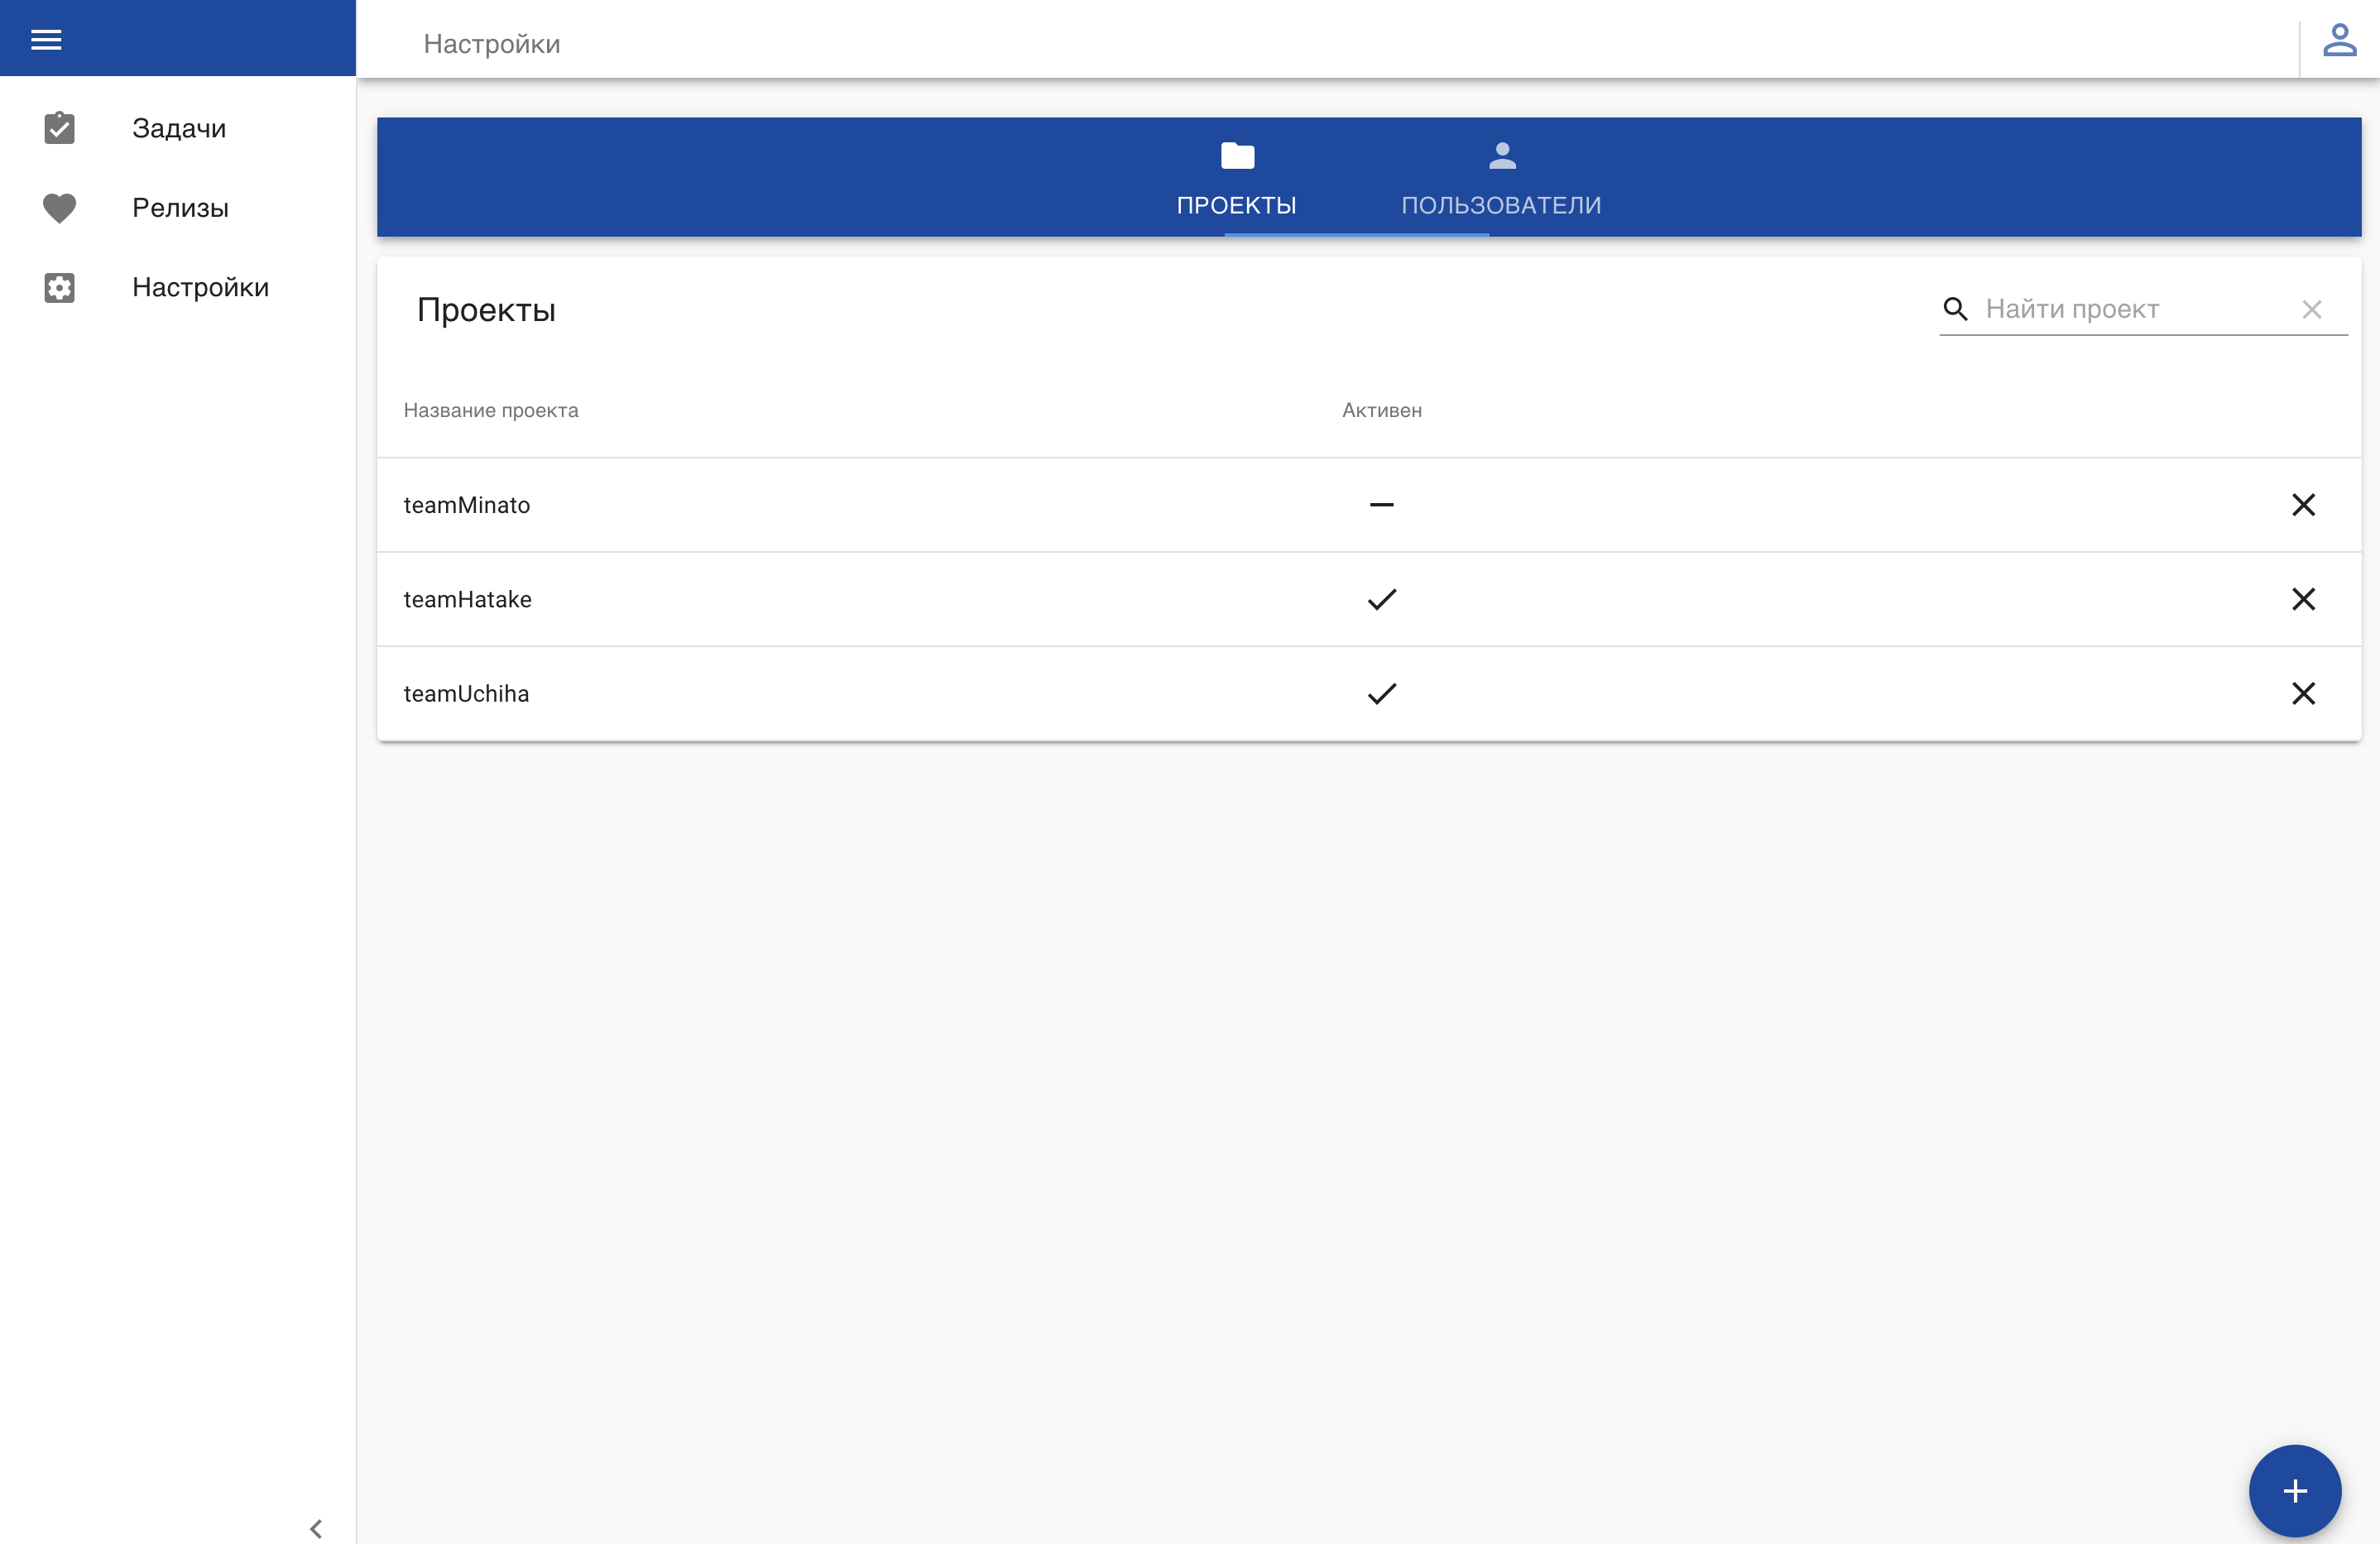 Настройки
Задачи
Релизы
Настройки
ПРОЕКТЫ
ПОЛЬЗОВАТЕЛИ
Проекты
Найти проект
Название проекта
Активен
teamMinato
teamHatake
teamUchiha